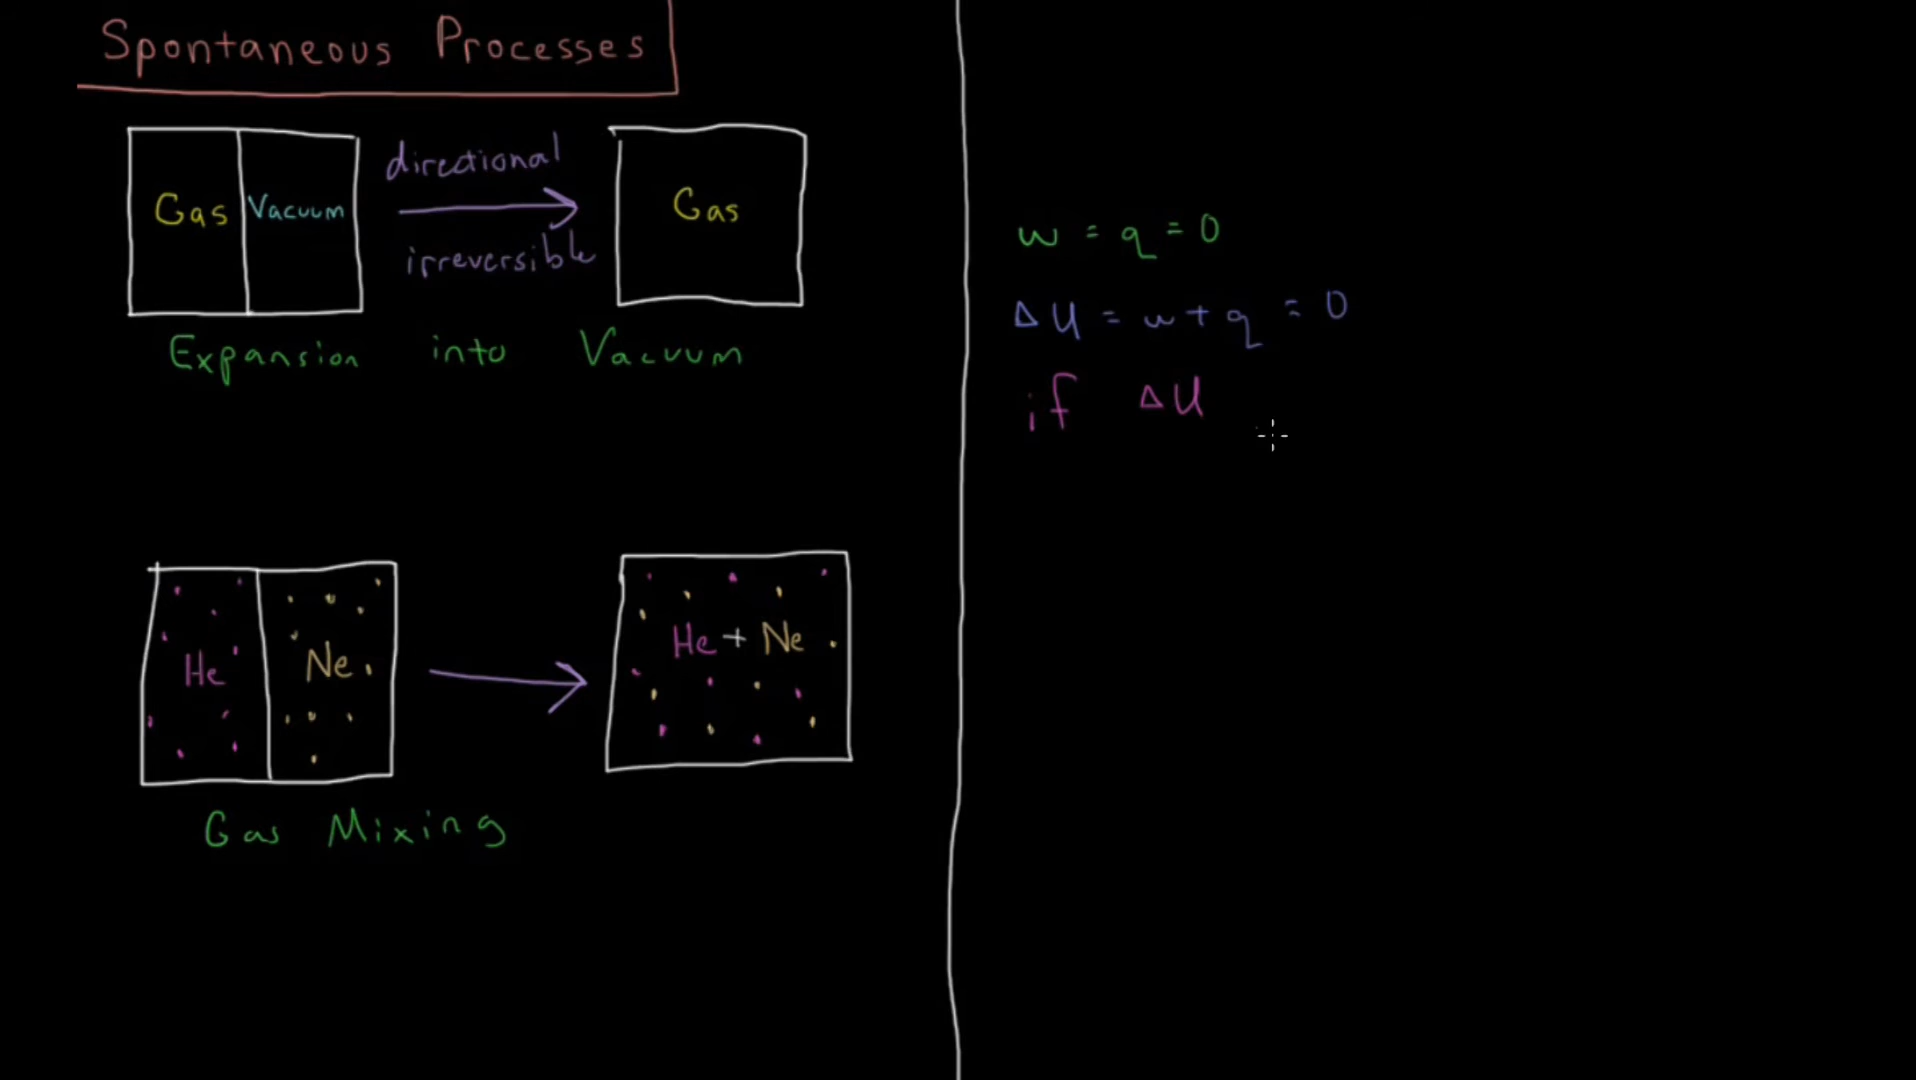 Spontaneous Processes
Gas Vacuum
directional
irreversible
Gas
Expansion into Vacuum
He Ne
He + Ne
Gas Mixing
w = q = 0
ΔU = w + q = 0
if ΔU